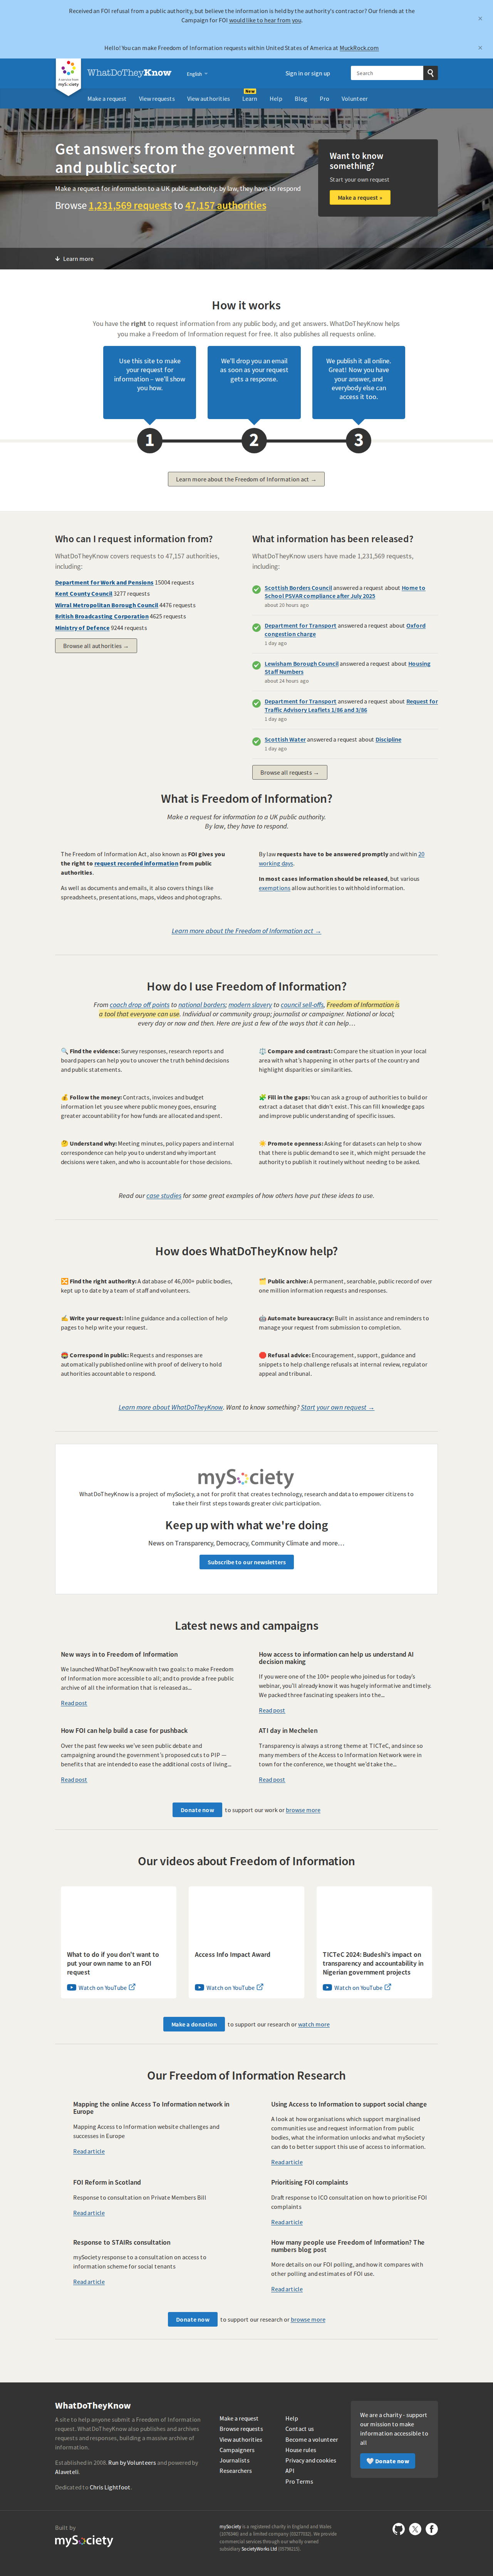 Received an FOI refusal from a public authority, but believe the information is held by the authority's contractor? Our friends at the
Campaign for FOI would like to hear from you.
×
Hello! You can make Freedom of Information requests within United States of America at MuckRock.com
×
WhatDoTheyKnow
English
Sign in or sign up
Search
New
Make a request
View requests
View authorities
Learn
Help
Blog
Pro
Volunteer
Get answers from the government
and public sector
Make a request for information to a UK public authority: by law, they have to respond
Browse 1,231,569 requests to 47,157 authorities
Want to know
something?
Start your own request
Make a request »
Learn more
How it works
You have the right to request information from any public body, and get answers. WhatDoTheyKnow helps
you make a Freedom of Information request for free. It also publishes all requests online.
Use this site to make
your request for
information – we'll show
you how.
We'll drop you an email
as soon as your request
gets a response.
We publish it all online.
Great! Now you have
your answer, and
everybody else can
access it too.
1
2
3
Learn more about the Freedom of Information act →
Who can I request information from?
WhatDoTheyKnow covers requests to 47,157 authorities,
including:
Department for Work and Pensions 15004 requests
Kent County Council 3277 requests
Wirral Metropolitan Borough Council 4476 requests
British Broadcasting Corporation 4625 requests
Ministry of Defence 9244 requests
Browse all authorities →
What information has been released?
WhatDoTheyKnow users have made 1,231,569 requests,
including:
Scottish Borders Council answered a request about Home to
School PSVAR compliance after July 2025
about 20 hours ago
Department for Transport answered a request about Oxford
congestion charge
1 day ago
Lewisham Borough Council answered a request about Housing
Staff Numbers
about 24 hours ago
Department for Transport answered a request about Request for
Traffic Advisory Leaflets 1/86 and 3/86
1 day ago
Scottish Water answered a request about Discipline
1 day ago
Browse all requests →
What is Freedom of Information?
Make a request for information to a UK public authority.
By law, they have to respond.
The Freedom of Information Act, also known as FOI gives you
the right to request recorded information from public
authorities.
As well as documents and emails, it also covers things like
spreadsheets, presentations, maps, videos and photographs.
By law requests have to be answered promptly and within 20
working days.
In most cases information should be released, but various
exemptions allow authorities to withhold information.
Learn more about the Freedom of Information act →
How do I use Freedom of Information?
From coach drop off points to national borders; modern slavery to council sell-offs, Freedom of Information is
a tool that everyone can use. Individual or community group; journalist or campaigner. National or local;
every day or now and then. Here are just a few of the ways that it can help…
🔍 Find the evidence: Survey responses, research reports and
board papers can help you to uncover the truth behind decisions
and public statements.
⚖️ Compare and contrast: Compare the situation in your local
area with what's happening in other parts of the country and
highlight disparities or similarities.
💰 Follow the money: Contracts, invoices and budget
information let you see where public money goes, ensuring
greater accountability for how funds are allocated and spent.
🧩 Fill in the gaps: You can ask a group of authorities to build or
extract a dataset that didn't exist. This can fill knowledge gaps
and improve public understanding of specific issues.
🤔 Understand why: Meeting minutes, policy papers and internal
correspondence can help you to understand why important
decisions were taken, and who is accountable for those decisions.
☀️ Promote openness: Asking for datasets can help to show
that there is public demand to see it, which might persuade the
authority to publish it routinely without needing to be asked.
Read our case studies for some great examples of how others have put these ideas to use.
How does WhatDoTheyKnow help?
🔀 Find the right authority: A database of 46,000+ public bodies,
kept up to date by a team of staff and volunteers.
🗂️ Public archive: A permanent, searchable, public record of over
one million information requests and responses.
✍️ Write your request: Inline guidance and a collection of help
pages to help write your request.
🤖 Automate bureaucracy: Built in assistance and reminders to
manage your request from submission to completion.
📮 Correspond in public: Requests and responses are
automatically published online with proof of delivery to hold
authorities accountable to respond.
🛑 Refusal advice: Encouragement, support, guidance and
snippets to help challenge refusals at internal review, regulator
appeal and tribunal.
Learn more about WhatDoTheyKnow. Want to know something? Start your own request →
mySociety
WhatDoTheyKnow is a project of mySociety, a not for profit that creates technology, research and data to empower citizens to
take their first steps towards greater civic participation.
Keep up with what we're doing
News on Transparency, Democracy, Community Climate and more…
Subscribe to our newsletters
Latest news and campaigns
New ways in to Freedom of Information
We launched WhatDoTheyKnow with two goals: to make Freedom
of Information more accessible to all; and to provide a free public
archive of all the information that is released as...
Read post
How access to information can help us understand AI
decision making
If you were one of the 100+ people who joined us for today's
webinar, you'll already know it was hugely informative and timely.
We packed three fascinating speakers into the...
Read post
How FOI can help build a case for pushback
Over the past few weeks we've seen public debate and
campaigning around the government's proposed cuts to PIP —
benefits that are intended to ease the additional costs of living...
Read post
ATI day in Mechelen
Transparency is always a strong theme at TICTeC, and since so
many members of the Access to Information Network were in
town for the conference, we thought we'd take the...
Read post
Donate now to support our work or browse more
Our videos about Freedom of Information
What to do if you don't want to
put your own name to an FOI
request
Watch on YouTube
Access Info Impact Award
Watch on YouTube
TICTeC 2024: Budeshi's impact on
transparency and accountability in
Nigerian government projects
Watch on YouTube
Make a donation to support our research or watch more
Our Freedom of Information Research
Mapping the online Access To Information network in
Europe
Mapping Access to Information website challenges and
successes in Europe
Read article
Using Access to Information to support social change
A look at how organisations which support marginalised
communities use and request information from public
bodies, what the information unlocks and what mySociety
can do to better support this use of access to information.
Read article
FOI Reform in Scotland
Response to consultation on Private Members Bill
Read article
Prioritising FOI complaints
Draft response to ICO consultation on how to prioritise FOI
complaints
Read article
Response to STAIRs consultation
mySociety response to a consultation on access to
information scheme for social tenants
Read article
How many people use Freedom of Information? The
numbers blog post
More details on our FOI polling, and how it compares with
other polling and estimates of FOI use.
Read article
Donate now to support our research or browse more
WhatDoTheyKnow
A site to help anyone submit a Freedom of Information
request. WhatDoTheyKnow also publishes and archives
requests and responses, building a massive archive of
information.
Established in 2008. Run by Volunteers and powered by
Alaveteli.
Dedicated to Chris Lightfoot.
Make a request
Browse requests
View authorities
Campaigners
Journalists
Researchers
Help
Contact us
Become a volunteer
House rules
Privacy and cookies
API
Pro Terms
We are a charity - support
our mission to make
information accessible to
all
🤍 Donate now
Built by
mySociety
mySociety is a registered charity in England and Wales
(1076346) and a limited company (03277032). We provide
commercial services through our wholly owned
subsidiary SocietyWorks Ltd (05798215).